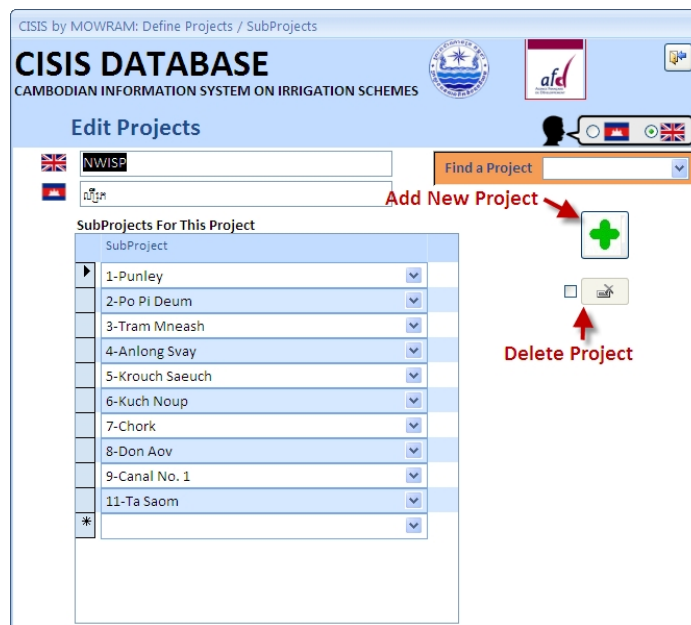 CISIS by MOWRAM: Define Projects / SubProjects
CISIS DATABASE
CAMBODIAN INFORMATION SYSTEM ON IRRIGATION SCHEMES
afd
Edit Projects
NWISP
Find a Project
Add New Project
SubProjects For This Project
SubProject
1-Punley
2-Po Pi Deum
3-Tram Mneash
4-Anlong Svay
5-Krouch Saeuch
6-Kuch Noup
7-Chork
8-Don Aov
9-Canal No. 1
11-Ta Saom
*
Delete Project